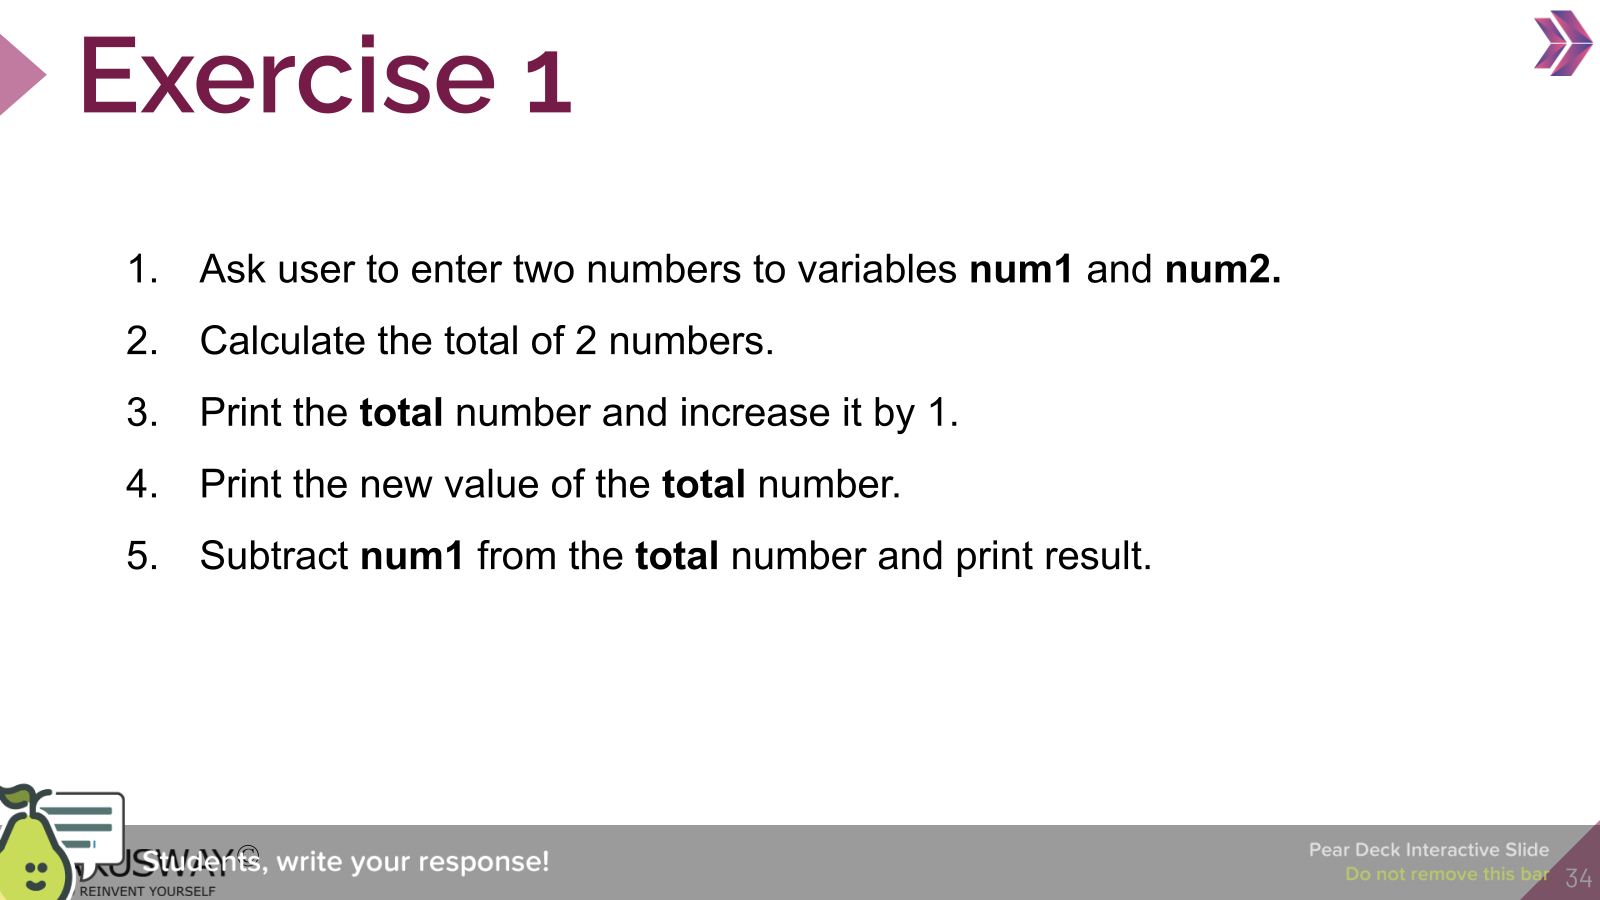 Exercise 1
1. Ask user to enter two numbers to variables num1 and num2.
2. Calculate the total of 2 numbers.
3. Print the total number and increase it by 1.
4. Print the new value of the total number.
5. Subtract num1 from the total number and print result.
Students, write your response!
REINVENT YOURSELF
Pear Deck Interactive Slide
Do not remove this bar
34